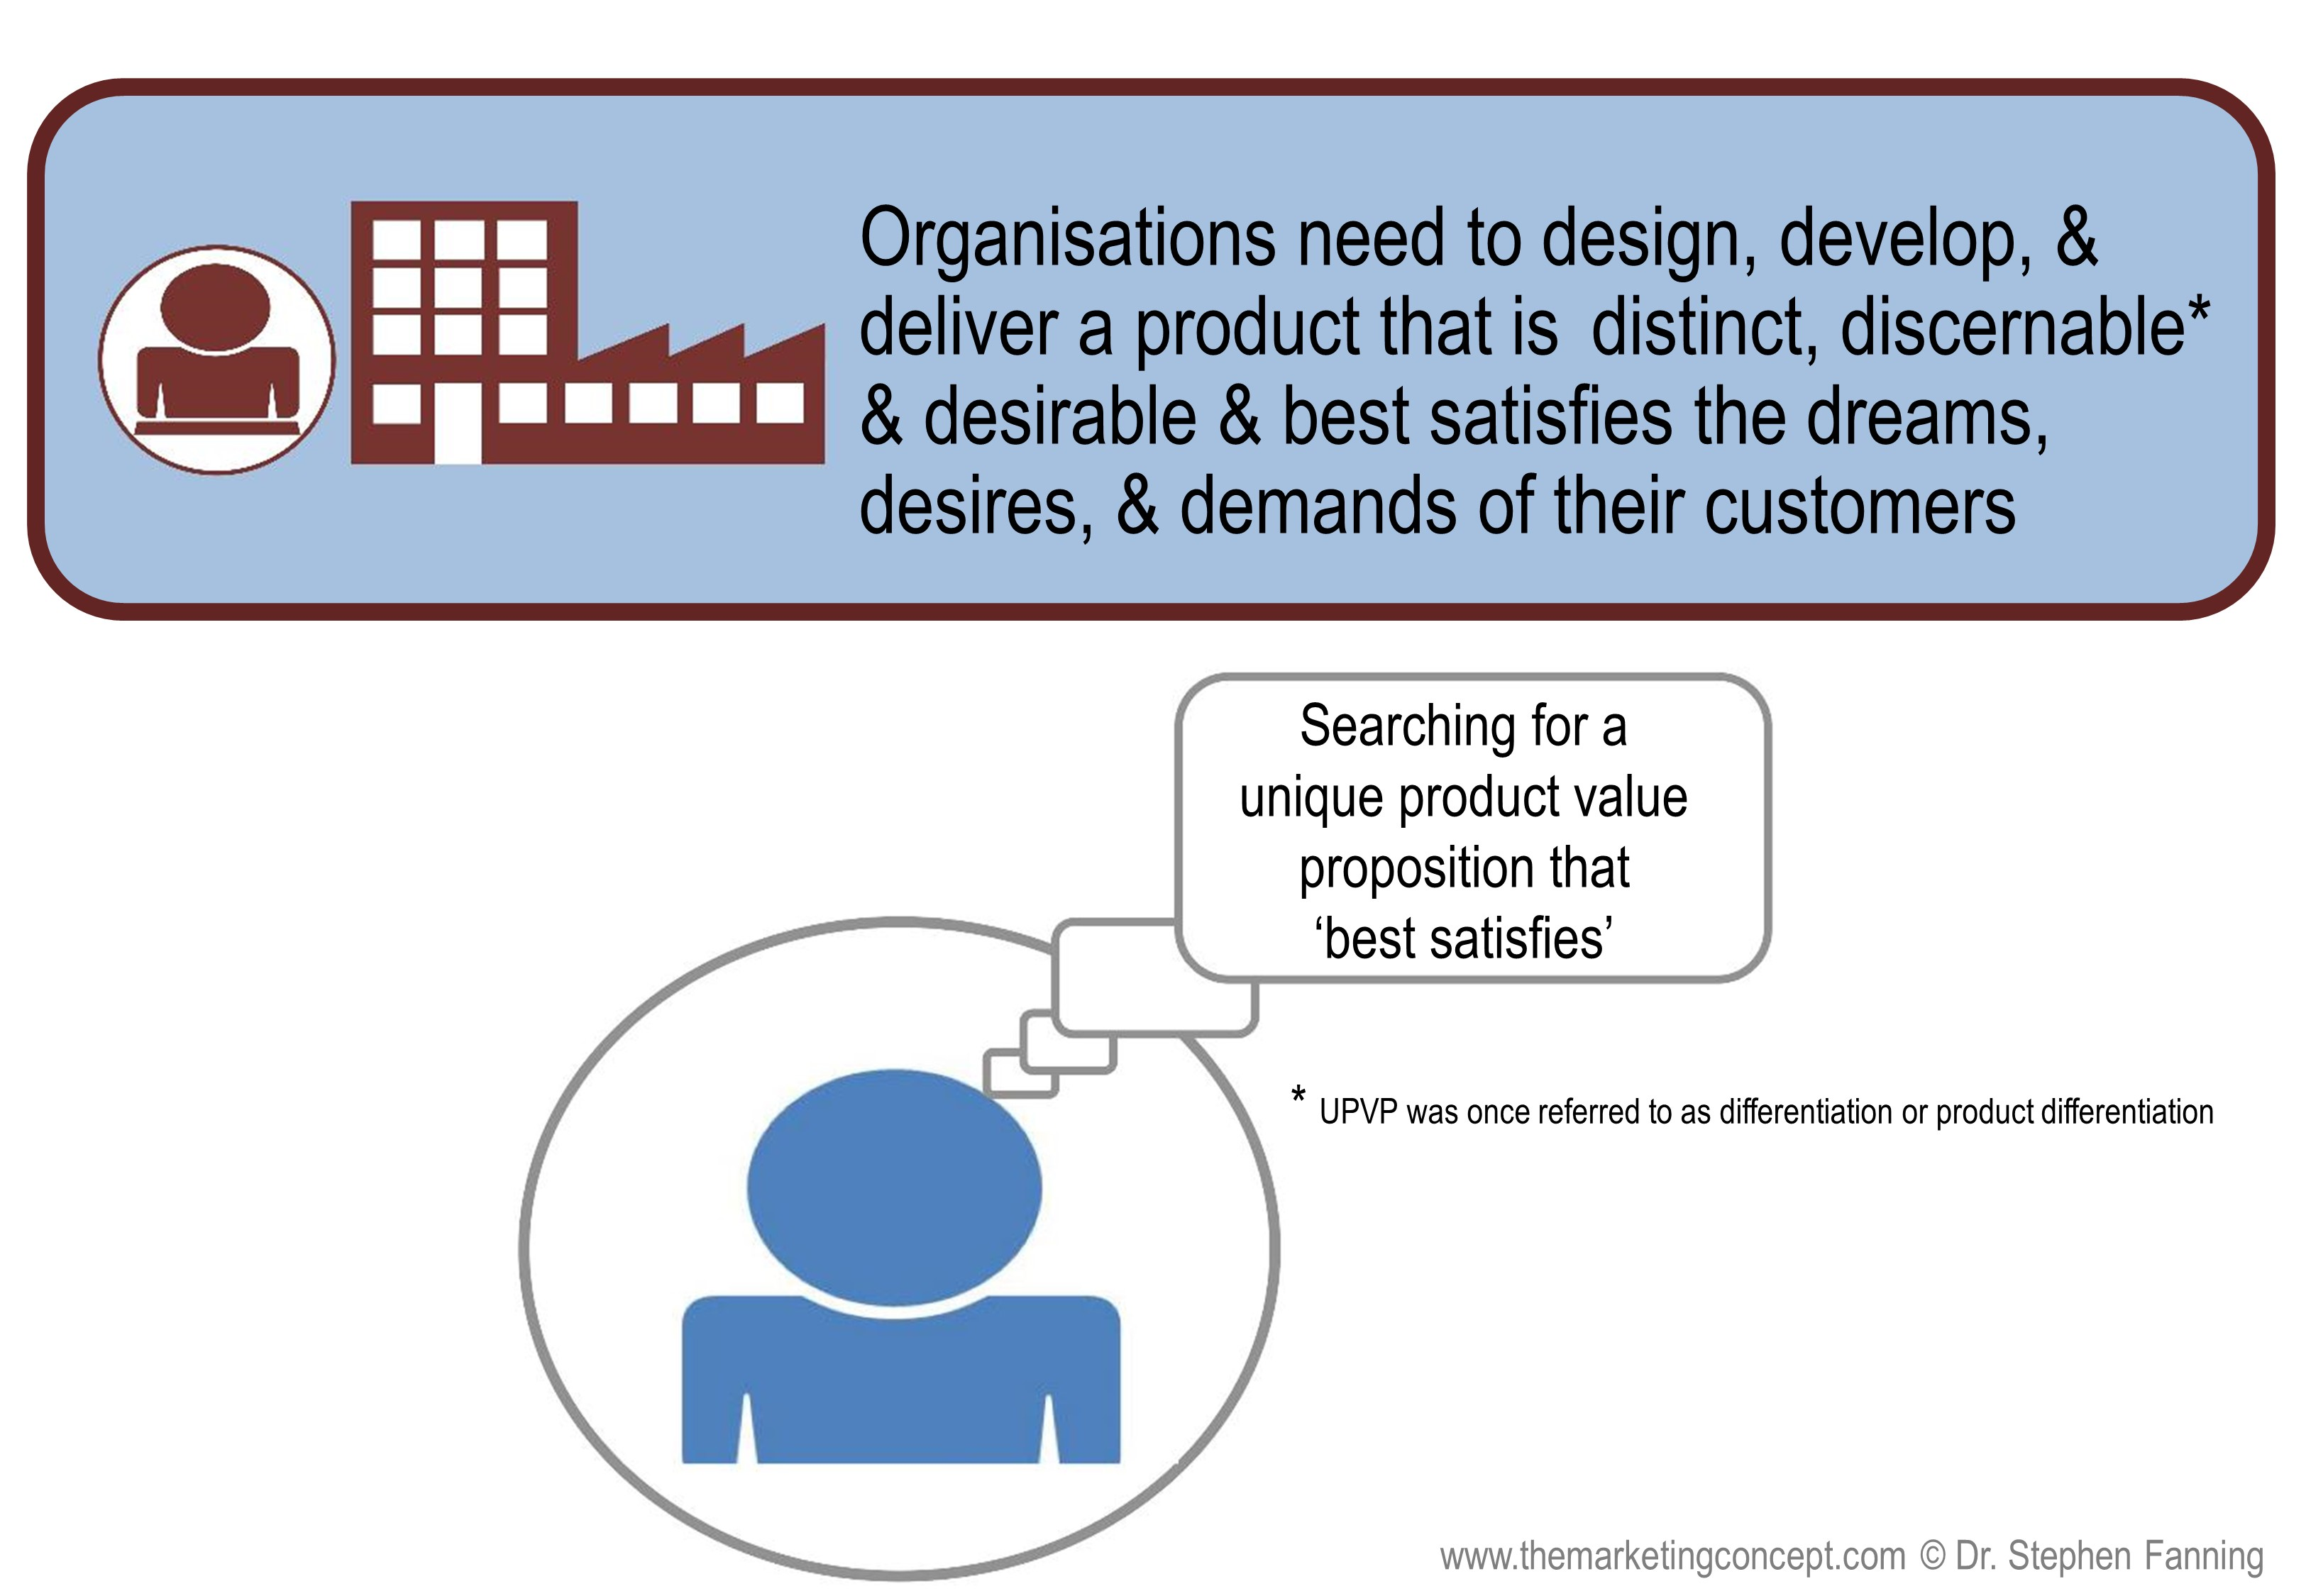 Organisations need to design, develop, &
deliver a product that is distinct, discernable*
& desirable & best satisfies the dreams,
desires, & demands of their customers
Searching for a
unique product value
proposition that
‘best satisfies’
* UPVP was once referred to as differentiation or product differentiation
www.themarketingconcept.com © Dr. Stephen Fanning